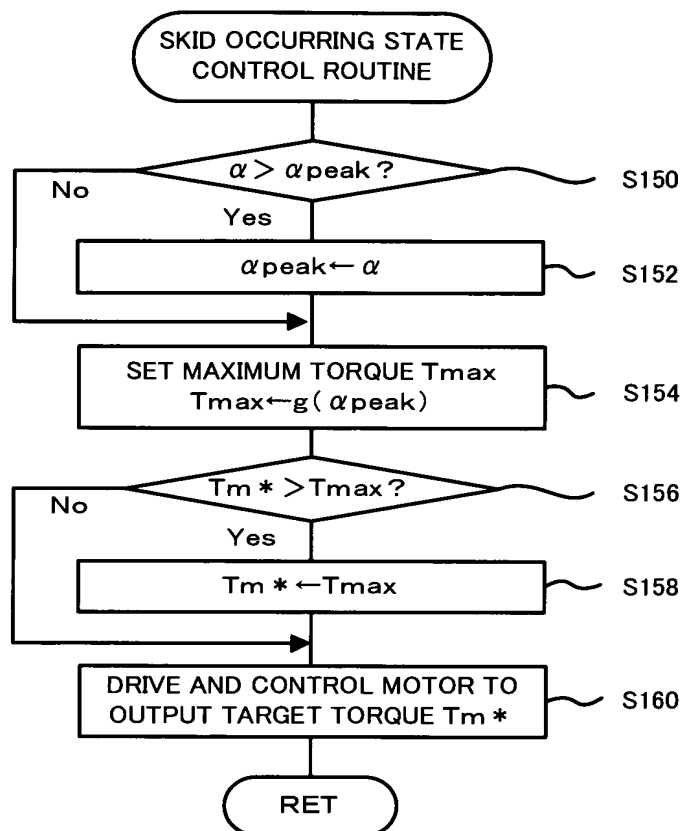 SKID OCCURRING STATE
CONTROL ROUTINE
α > αpeak?
S150
No
Yes
αpeak←α
S152
SET MAXIMUM TORQUE Tmax
Tmax←g(αpeak)
S154
Tm*>Tmax?
S156
No
Yes
Tm*←Tmax
S158
DRIVE AND CONTROL MOTOR TO
OUTPUT TARGET TORQUE Tm*
S160
RET